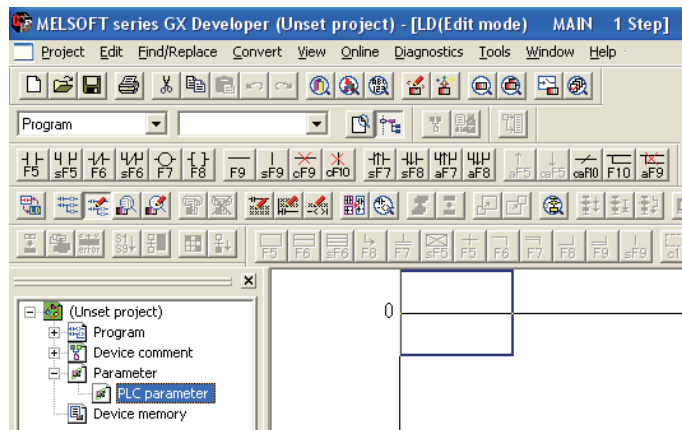 MELSOFT series GX Developer (Unset project) - [LD(Edit mode) MAIN 1 Step]
Project Edit Find/Replace Convert View Online Diagnostics Tools Window Help
Program
F5 sF5 F6 sF6 F7 F8 F9 sF9 cF9 cF10 sF7 sF8 aF7 aF8 aF5 caF5 caF10 F10 aF9
error S1 S9
F5 F6 sF6 F8 F7 sF5 F5 F6 F7 F8 F9 sF9
(Unset project)
0
Program
Device comment
Parameter
PLC parameter
Device memory